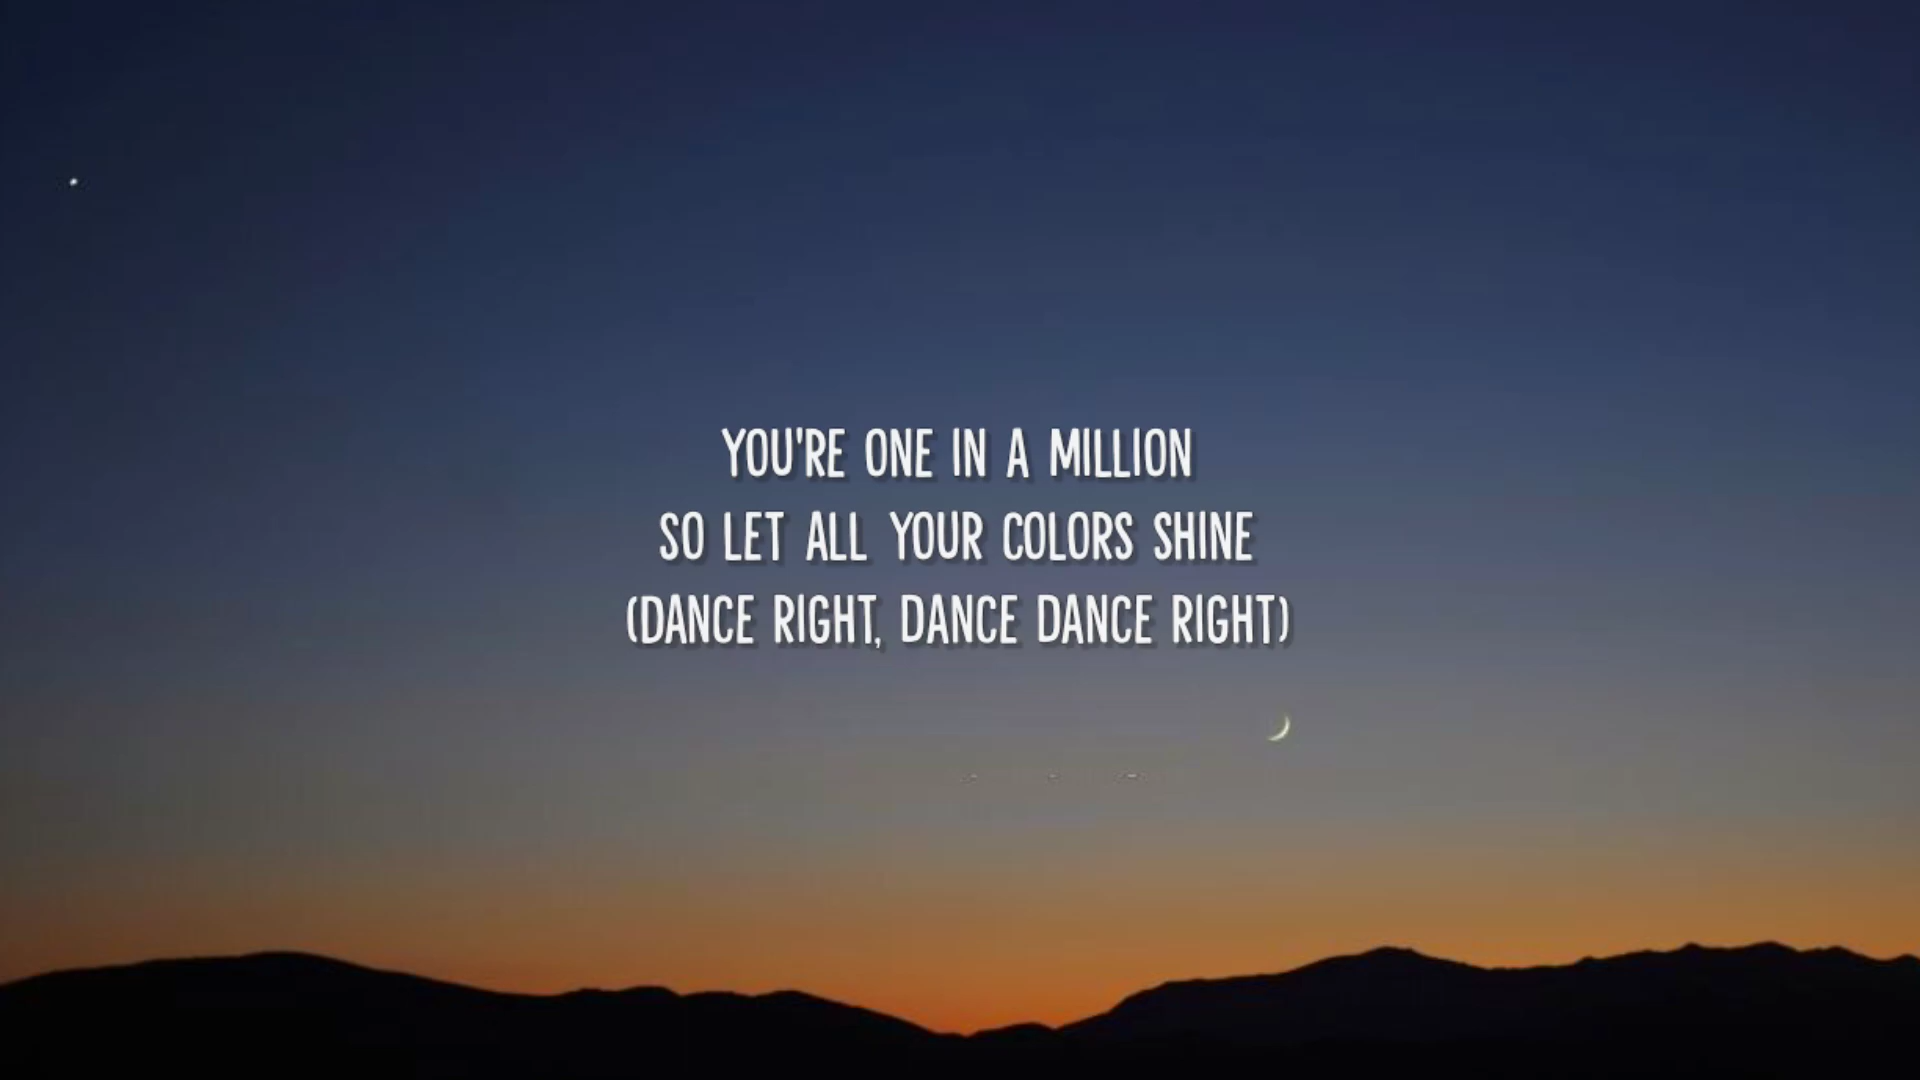 YOU'RE ONE IN A MILLION
SO LET ALL YOUR COLORS SHINE
(DANCE RIGHT, DANCE DANCE RIGHT)